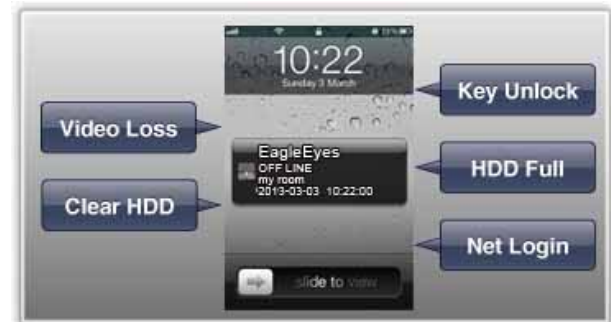 10:22
Sunday 3 March
Video Loss
Clear HDD
EagleEyes
OFF LINE
my room
2013-03-03 10:22:00
slide to view
Key Unlock
HDD Full
Net Login